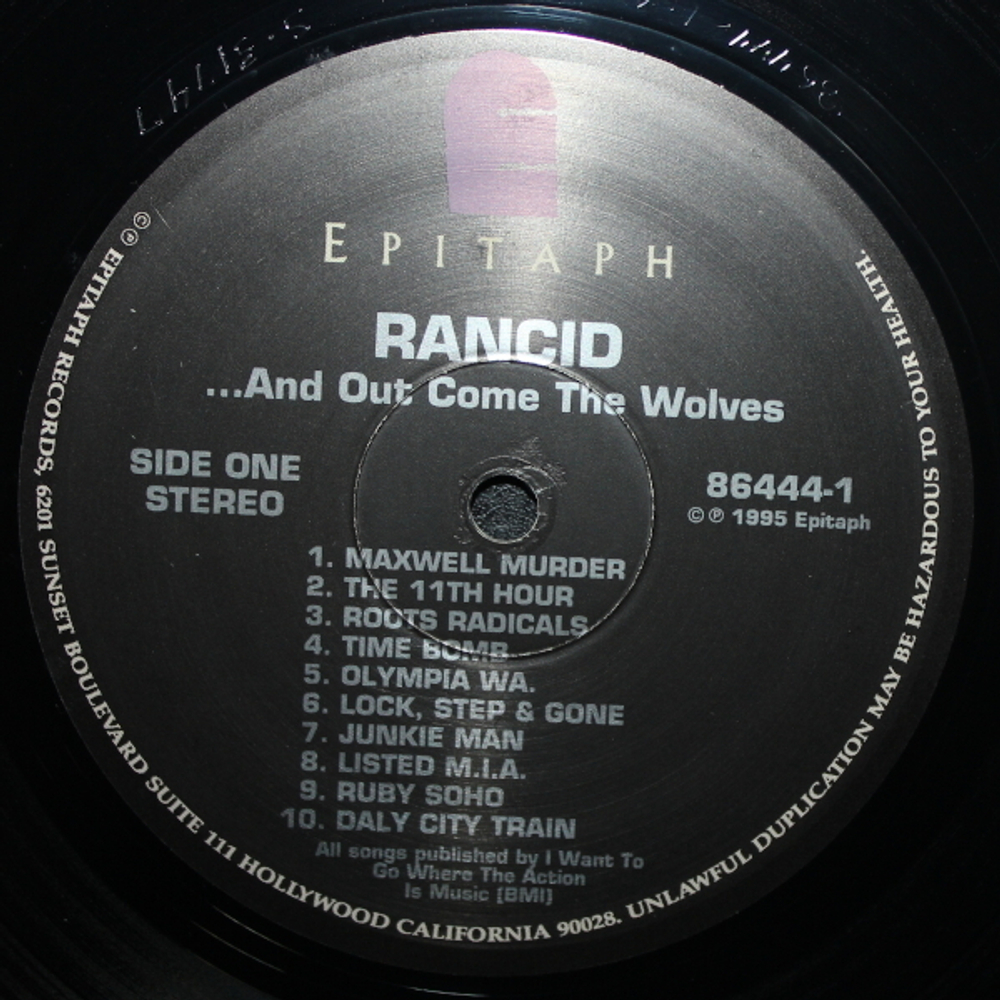 EPITAPH
RANCID
...And Out Come The Wolves
SIDE ONE
STEREO
86444-1
©℗ 1995 Epitaph
1. MAXWELL MURDER
2. THE 11TH HOUR
3. ROOTS RADICALS
4. TIME BOMB
5. OLYMPIA WA.
6. LOCK, STEP & GONE
7. JUNKIE MAN
8. LISTED M.I.A.
9. RUBY SOHO
10. DALY CITY TRAIN
All songs published by I Want To
Go Where The Action
Is Music [BMI]
©℗ EPITAPH RECORDS, 6201 SUNSET BOULEVARD SUITE 111 HOLLYWOOD CALIFORNIA 90028. UNLAWFUL DUPLICATION MAY BE HAZARDOUS TO YOUR HEALTH.